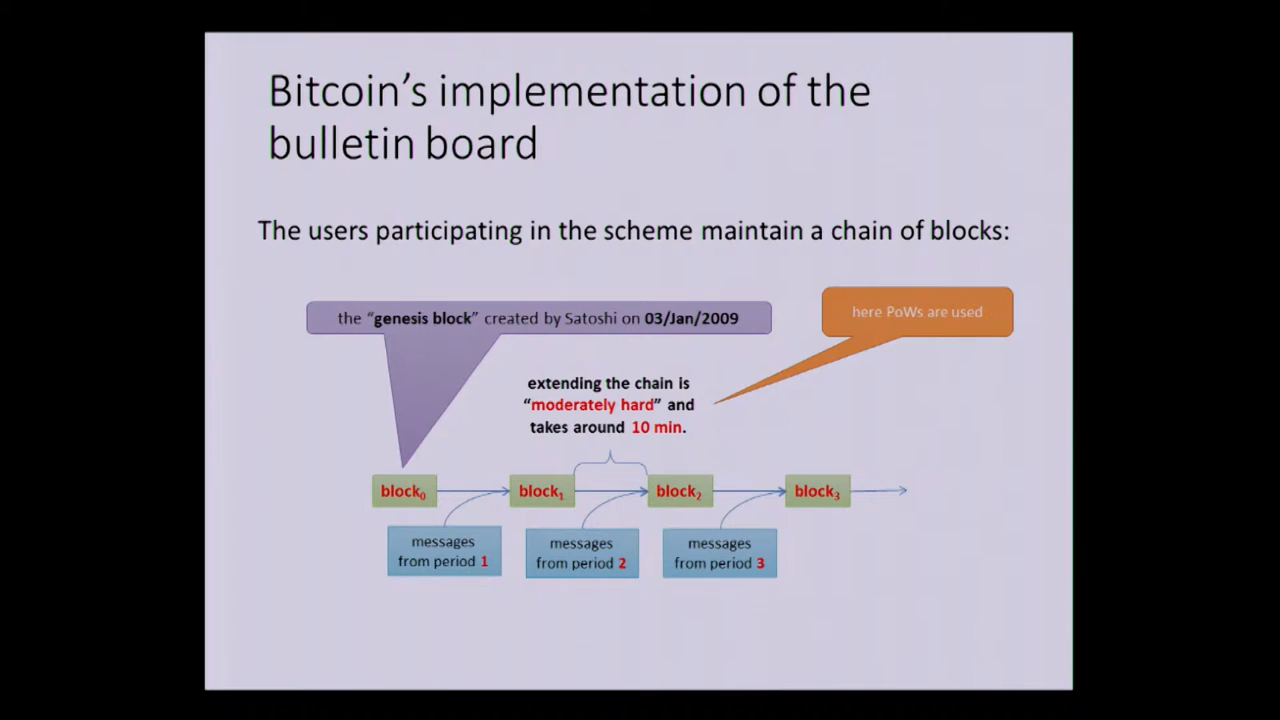 Bitcoin’s implementation of the
bulletin board
The users participating in the scheme maintain a chain of blocks:
the “genesis block” created by Satoshi on 03/Jan/2009
here PoWs are used
extending the chain is
“moderately hard” and
takes around 10 min.
block₀ block₁ block₂ block₃
messages
from period 1
messages
from period 2
messages
from period 3